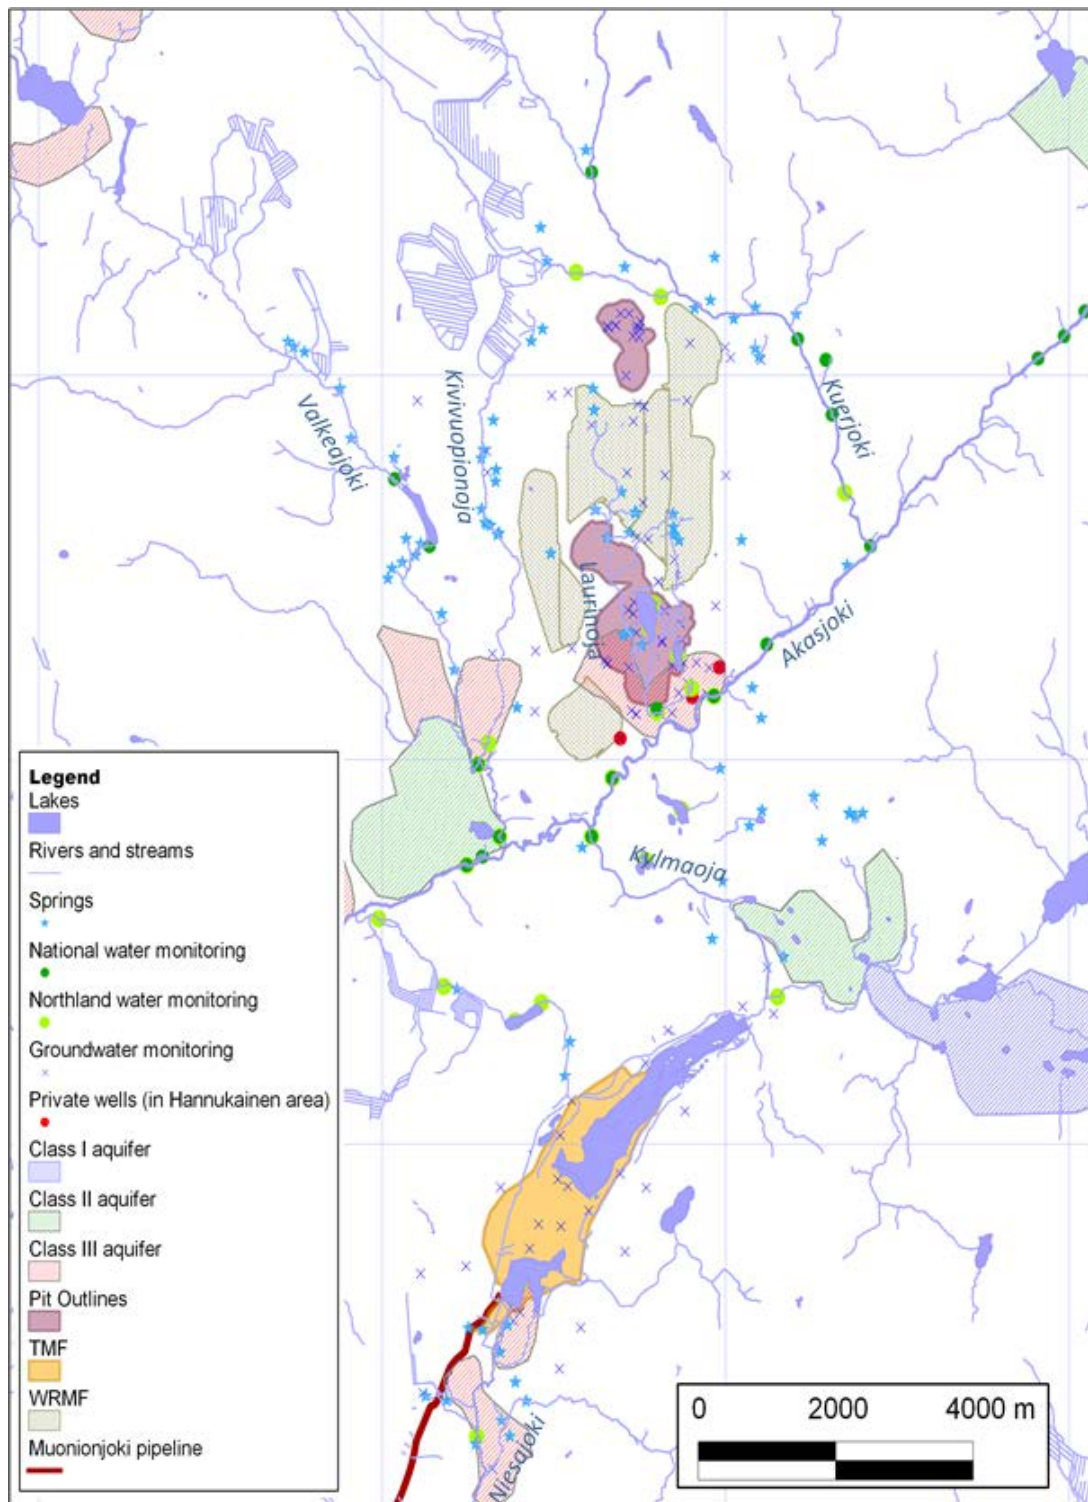 Kivivuopionoja
Valkeajoki
Kuerjoki
Laurinoja
Akasjoki
Kylmaoja
Niesajoki
Legend
Lakes
Rivers and streams
Springs
National water monitoring
Northland water monitoring
Groundwater monitoring
Private wells (in Hannukainen area)
Class I aquifer
Class II aquifer
Class III aquifer
Pit Outlines
TMF
WRMF
Muonionjoki pipeline
0 2000 4000 m